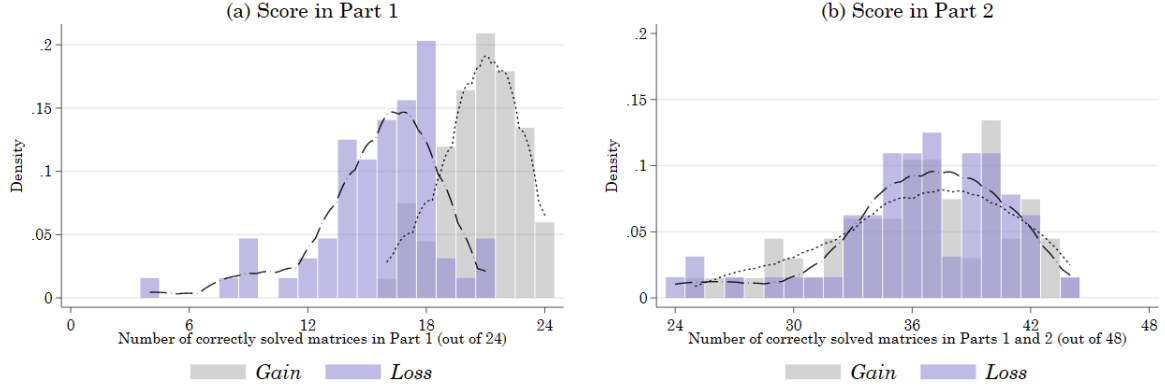 (a) Score in Part 1
Density
.2
.15
.1
.05
0
0 6 12 18 24
Number of correctly solved matrices in Part 1 (out of 24)
Gain Loss
(b) Score in Part 2
Density
.2
.15
.1
.05
0
24 30 36 42 48
Number of correctly solved matrices in Parts 1 and 2 (out of 48)
Gain Loss